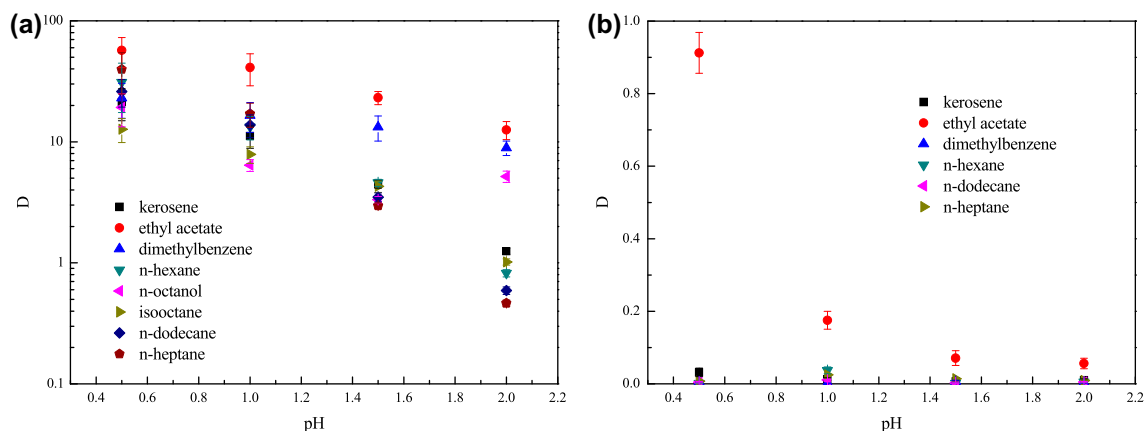 (a)
100
10
1
0.1
D
kerosene
ethyl acetate
dimethylbenzene
n-hexane
n-octanol
isooctane
n-dodecane
n-heptane
0.4 0.6 0.8 1.0 1.2 1.4 1.6 1.8 2.0 2.2
pH
(b)
1.0
0.8
0.6
0.4
0.2
0.0
D
kerosene
ethyl acetate
dimethylbenzene
n-hexane
n-dodecane
n-heptane
0.4 0.6 0.8 1.0 1.2 1.4 1.6 1.8 2.0 2.2
pH